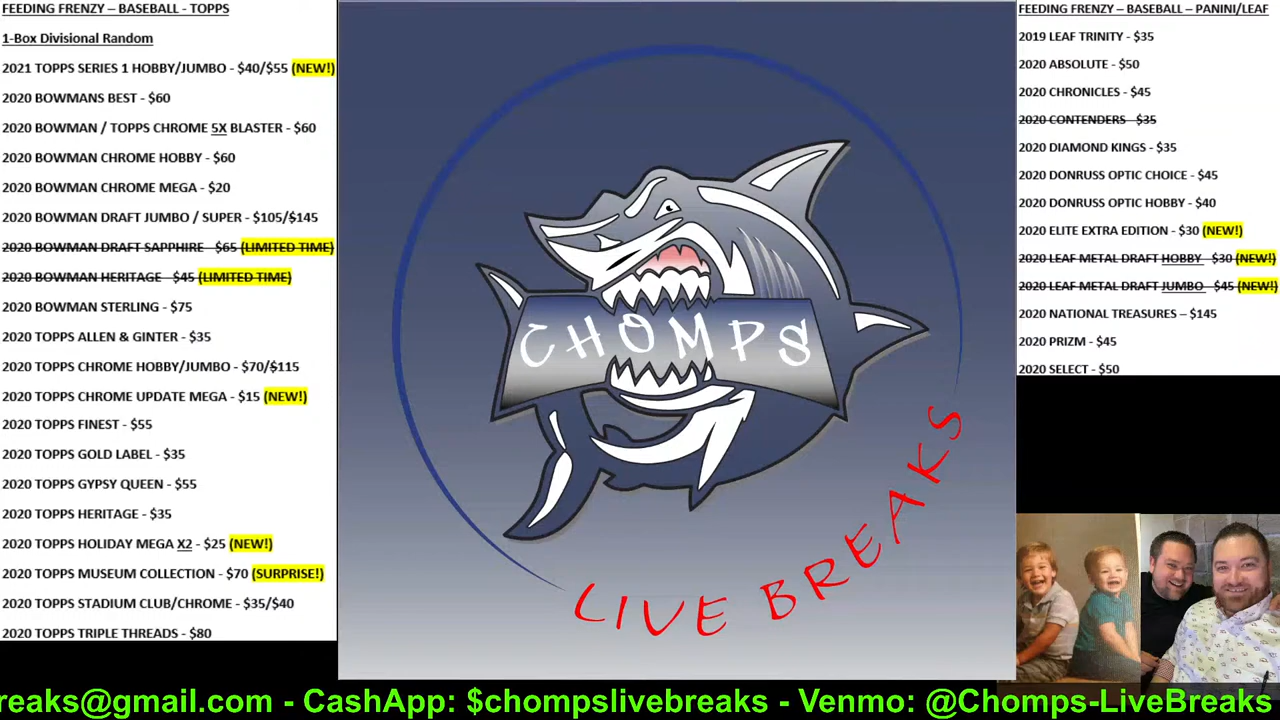 FEEDING FRENZY – BASEBALL - TOPPS
1-Box Divisional Random
2021 TOPPS SERIES 1 HOBBY/JUMBO - $40/$55 (NEW!)
2020 BOWMANS BEST - $60
2020 BOWMAN / TOPPS CHROME 5X BLASTER - $60
2020 BOWMAN CHROME HOBBY - $60
2020 BOWMAN CHROME MEGA - $20
2020 BOWMAN DRAFT JUMBO / SUPER - $105/$145
2020 BOWMAN DRAFT SAPPHIRE - $65 (LIMITED TIME)
2020 BOWMAN HERITAGE - $45 (LIMITED TIME)
2020 BOWMAN STERLING - $75
2020 TOPPS ALLEN & GINTER - $35
2020 TOPPS CHROME HOBBY/JUMBO - $70/$115
2020 TOPPS CHROME UPDATE MEGA - $15 (NEW!)
2020 TOPPS FINEST - $55
2020 TOPPS GOLD LABEL - $35
2020 TOPPS GYPSY QUEEN - $55
2020 TOPPS HERITAGE - $35
2020 TOPPS HOLIDAY MEGA X2 - $25 (NEW!)
2020 TOPPS MUSEUM COLLECTION - $70 (SURPRISE!)
2020 TOPPS STADIUM CLUB/CHROME - $35/$40
2020 TOPPS TRIPLE THREADS - $80
CHOMPS
LIVE BREAKS
FEEDING FRENZY – BASEBALL – PANINI/LEAF
2019 LEAF TRINITY - $35
2020 ABSOLUTE - $50
2020 CHRONICLES - $45
2020 CONTENDERS - $35
2020 DIAMOND KINGS - $35
2020 DONRUSS OPTIC CHOICE - $45
2020 DONRUSS OPTIC HOBBY - $40
2020 ELITE EXTRA EDITION - $30 (NEW!)
2020 LEAF METAL DRAFT HOBBY - $30 (NEW!)
2020 LEAF METAL DRAFT JUMBO - $45 (NEW!)
2020 NATIONAL TREASURES – $145
2020 PRIZM - $45
2020 SELECT - $50
reaks@gmail.com - CashApp: $chompslivebreaks - Venmo: @Chomps-LiveBreaks